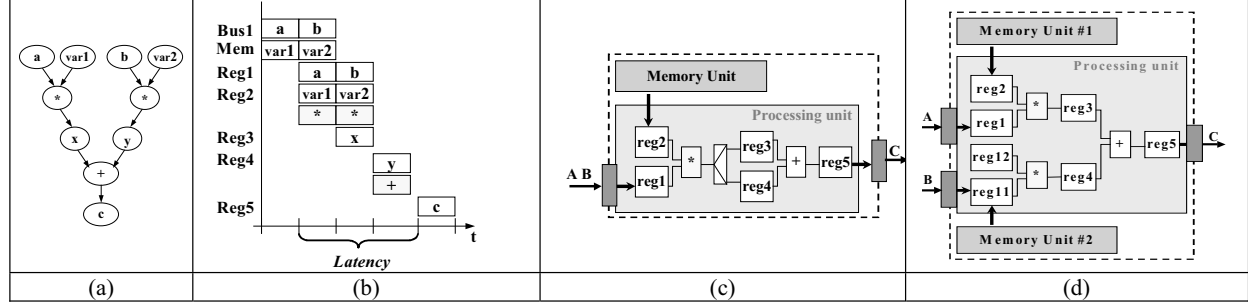 a var1 b var2
* *
x y
+
c
Bus1 a b
Mem var1 var2
Reg1 a b
Reg2 var1 var2
* *
Reg3 x
Reg4 y
+
Reg5 c
t
Latency
Memory Unit
Processing unit
reg2
reg3
* + reg5
C
A B
reg1
reg4
Memory Unit #1
Processing unit
reg2
* reg3
A
reg1
+ reg5
C
reg12
* reg4
B
reg11
Memory Unit #2
(a) (b) (c) (d)